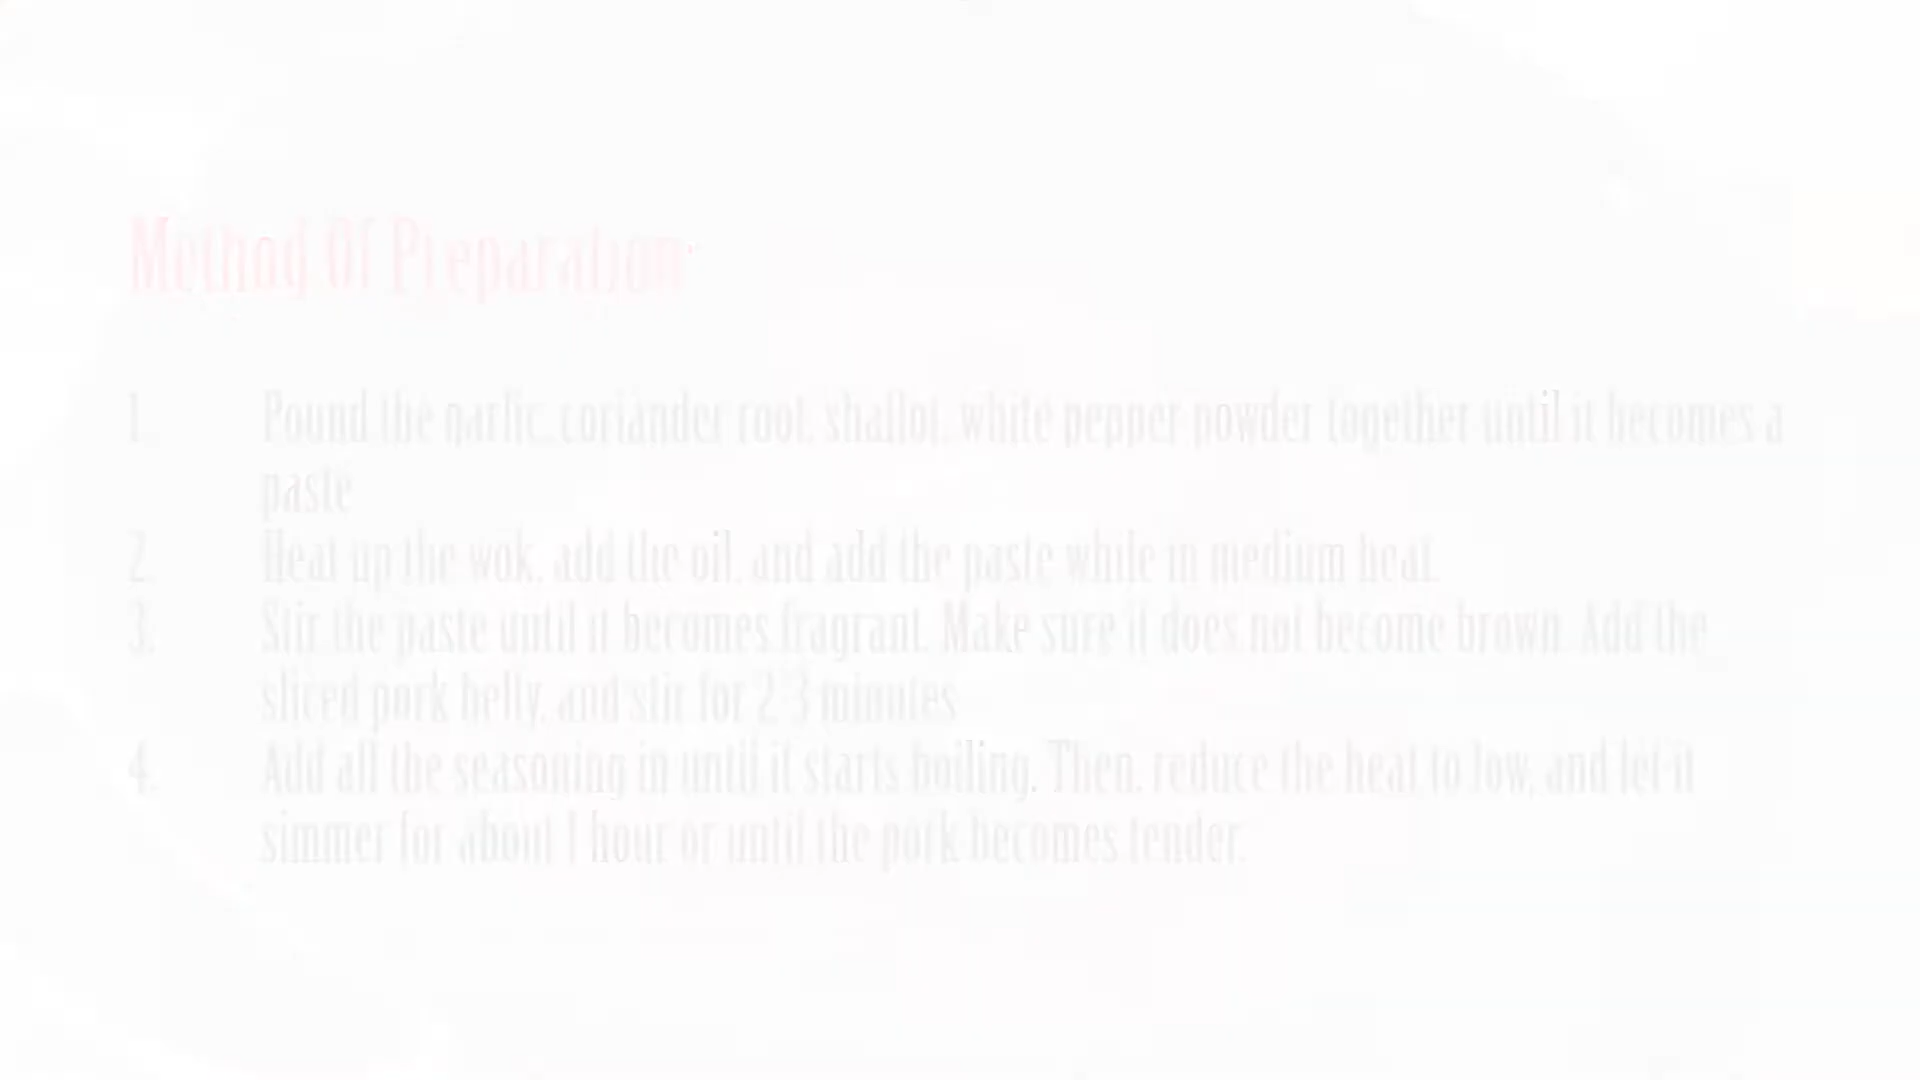 Method Of Preparation:
1. Pound the garlic, coriander root, shallot, white pepper powder together until it becomes a
paste
2. Heat up the wok, add the oil, and add the paste while in medium heat.
3. Stir the paste until it becomes fragrant. Make sure it does not become brown. Add the
sliced pork belly, and stir for 2-3 minutes
4. Add all the seasoning in until it starts boiling. Then, reduce the heat to low, and let it
simmer for about 1 hour or until the pork becomes tender.